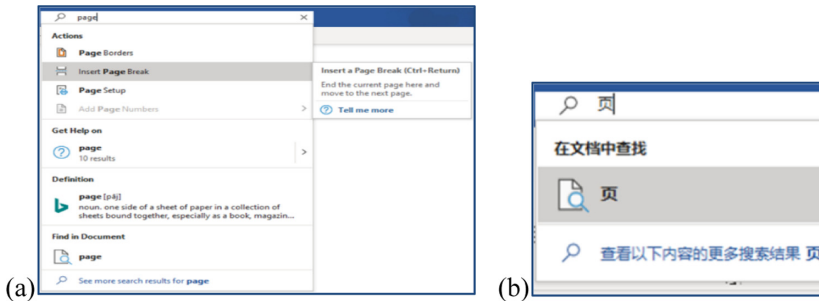 page
Actions
Page Borders
Insert Page Break
Page Setup
Add Page Numbers
Get Help on
page
10 results
Definition
page [pāj]
noun. one side of a sheet of paper in a collection of
sheets bound together, especially as a book, magazin...
Find in Document
page
See more search results for page
Insert a Page Break (Ctrl+Return)
End the current page here and
move to the next page.
Tell me more
(a)
页
在文档中查找
页
查看以下内容的更多搜索结果 页
(b)